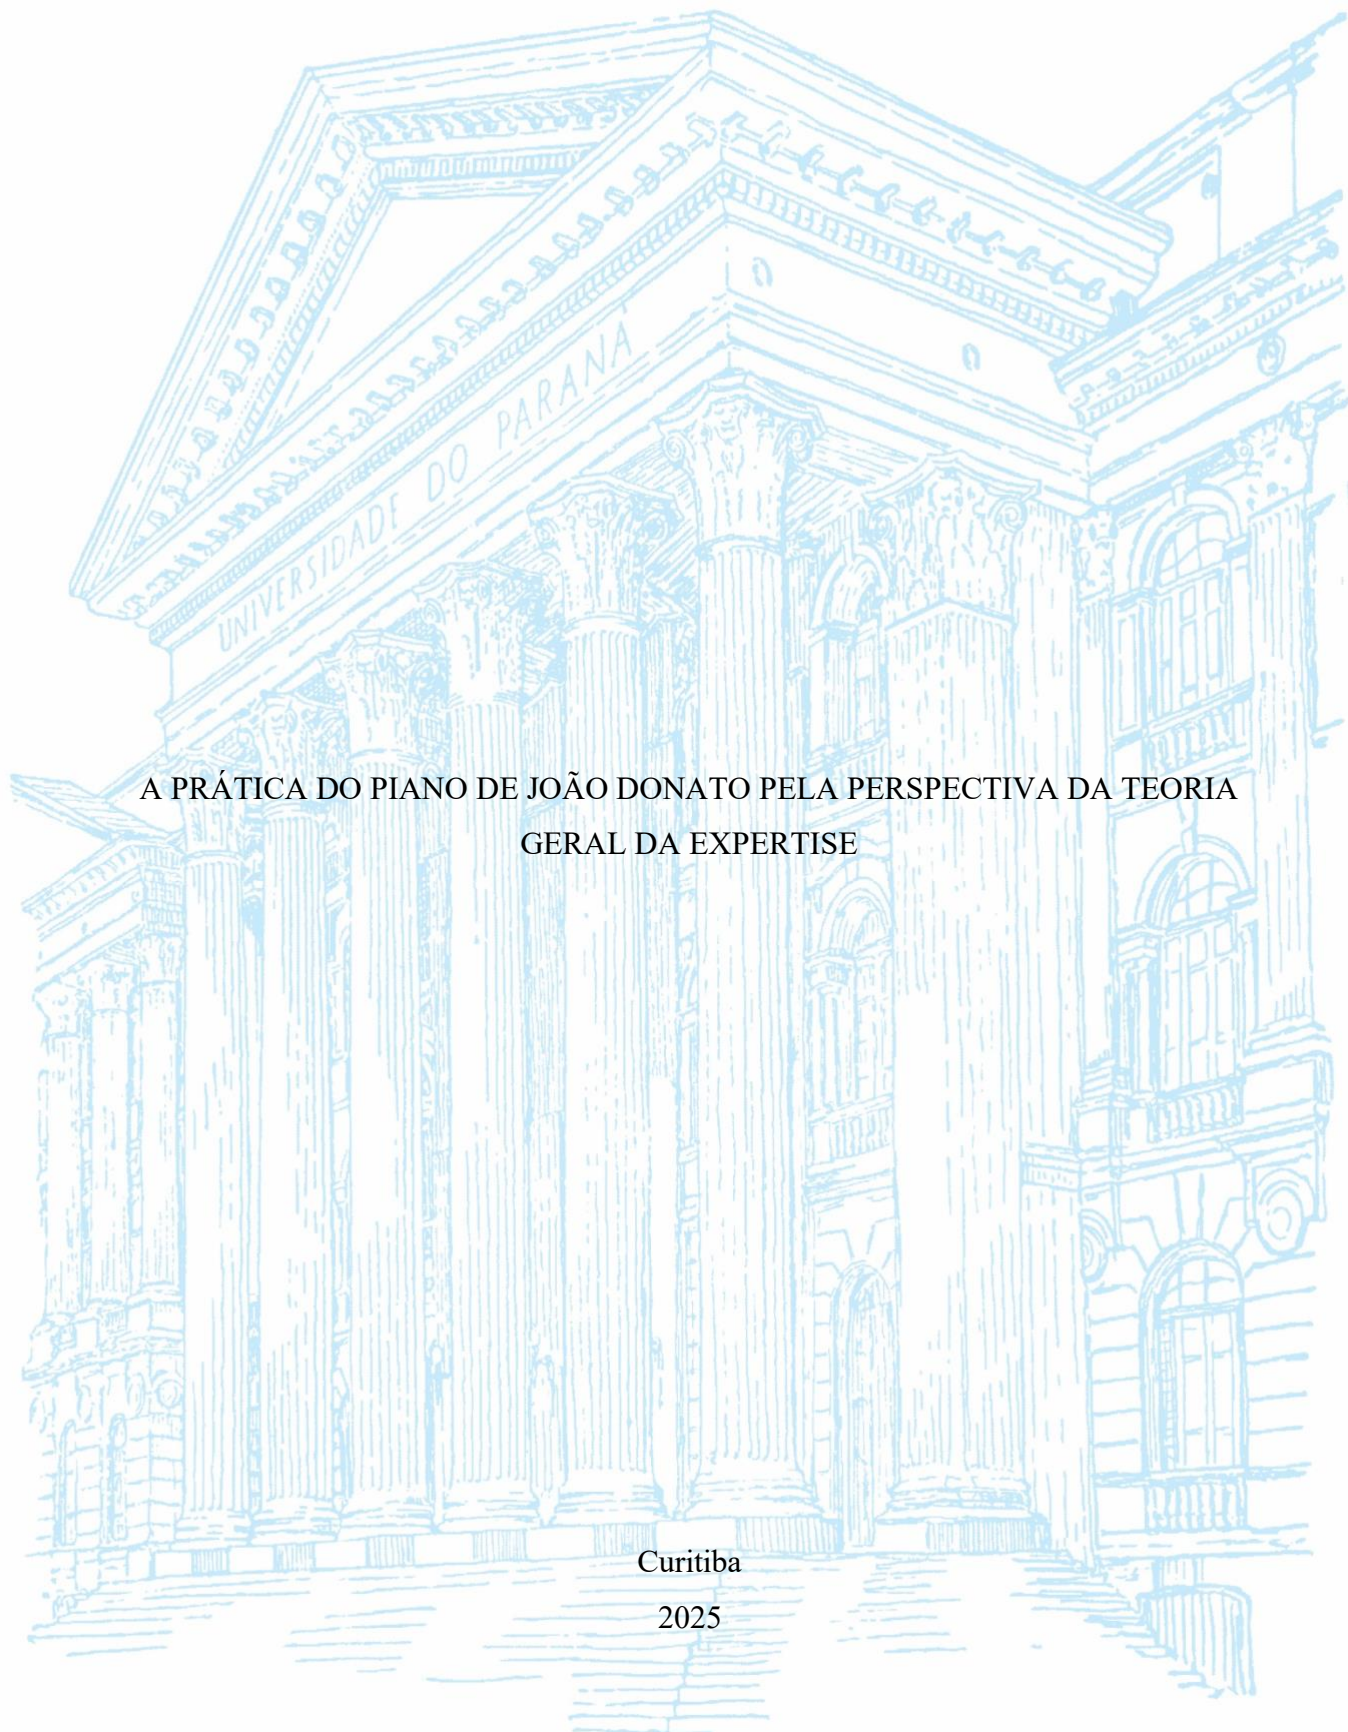 UNIVERSIDADE DO PARANÁ
A PRÁTICA DO PIANO DE JOÃO DONATO PELA PERSPECTIVA DA TEORIA
GERAL DA EXPERTISE
Curitiba
2025